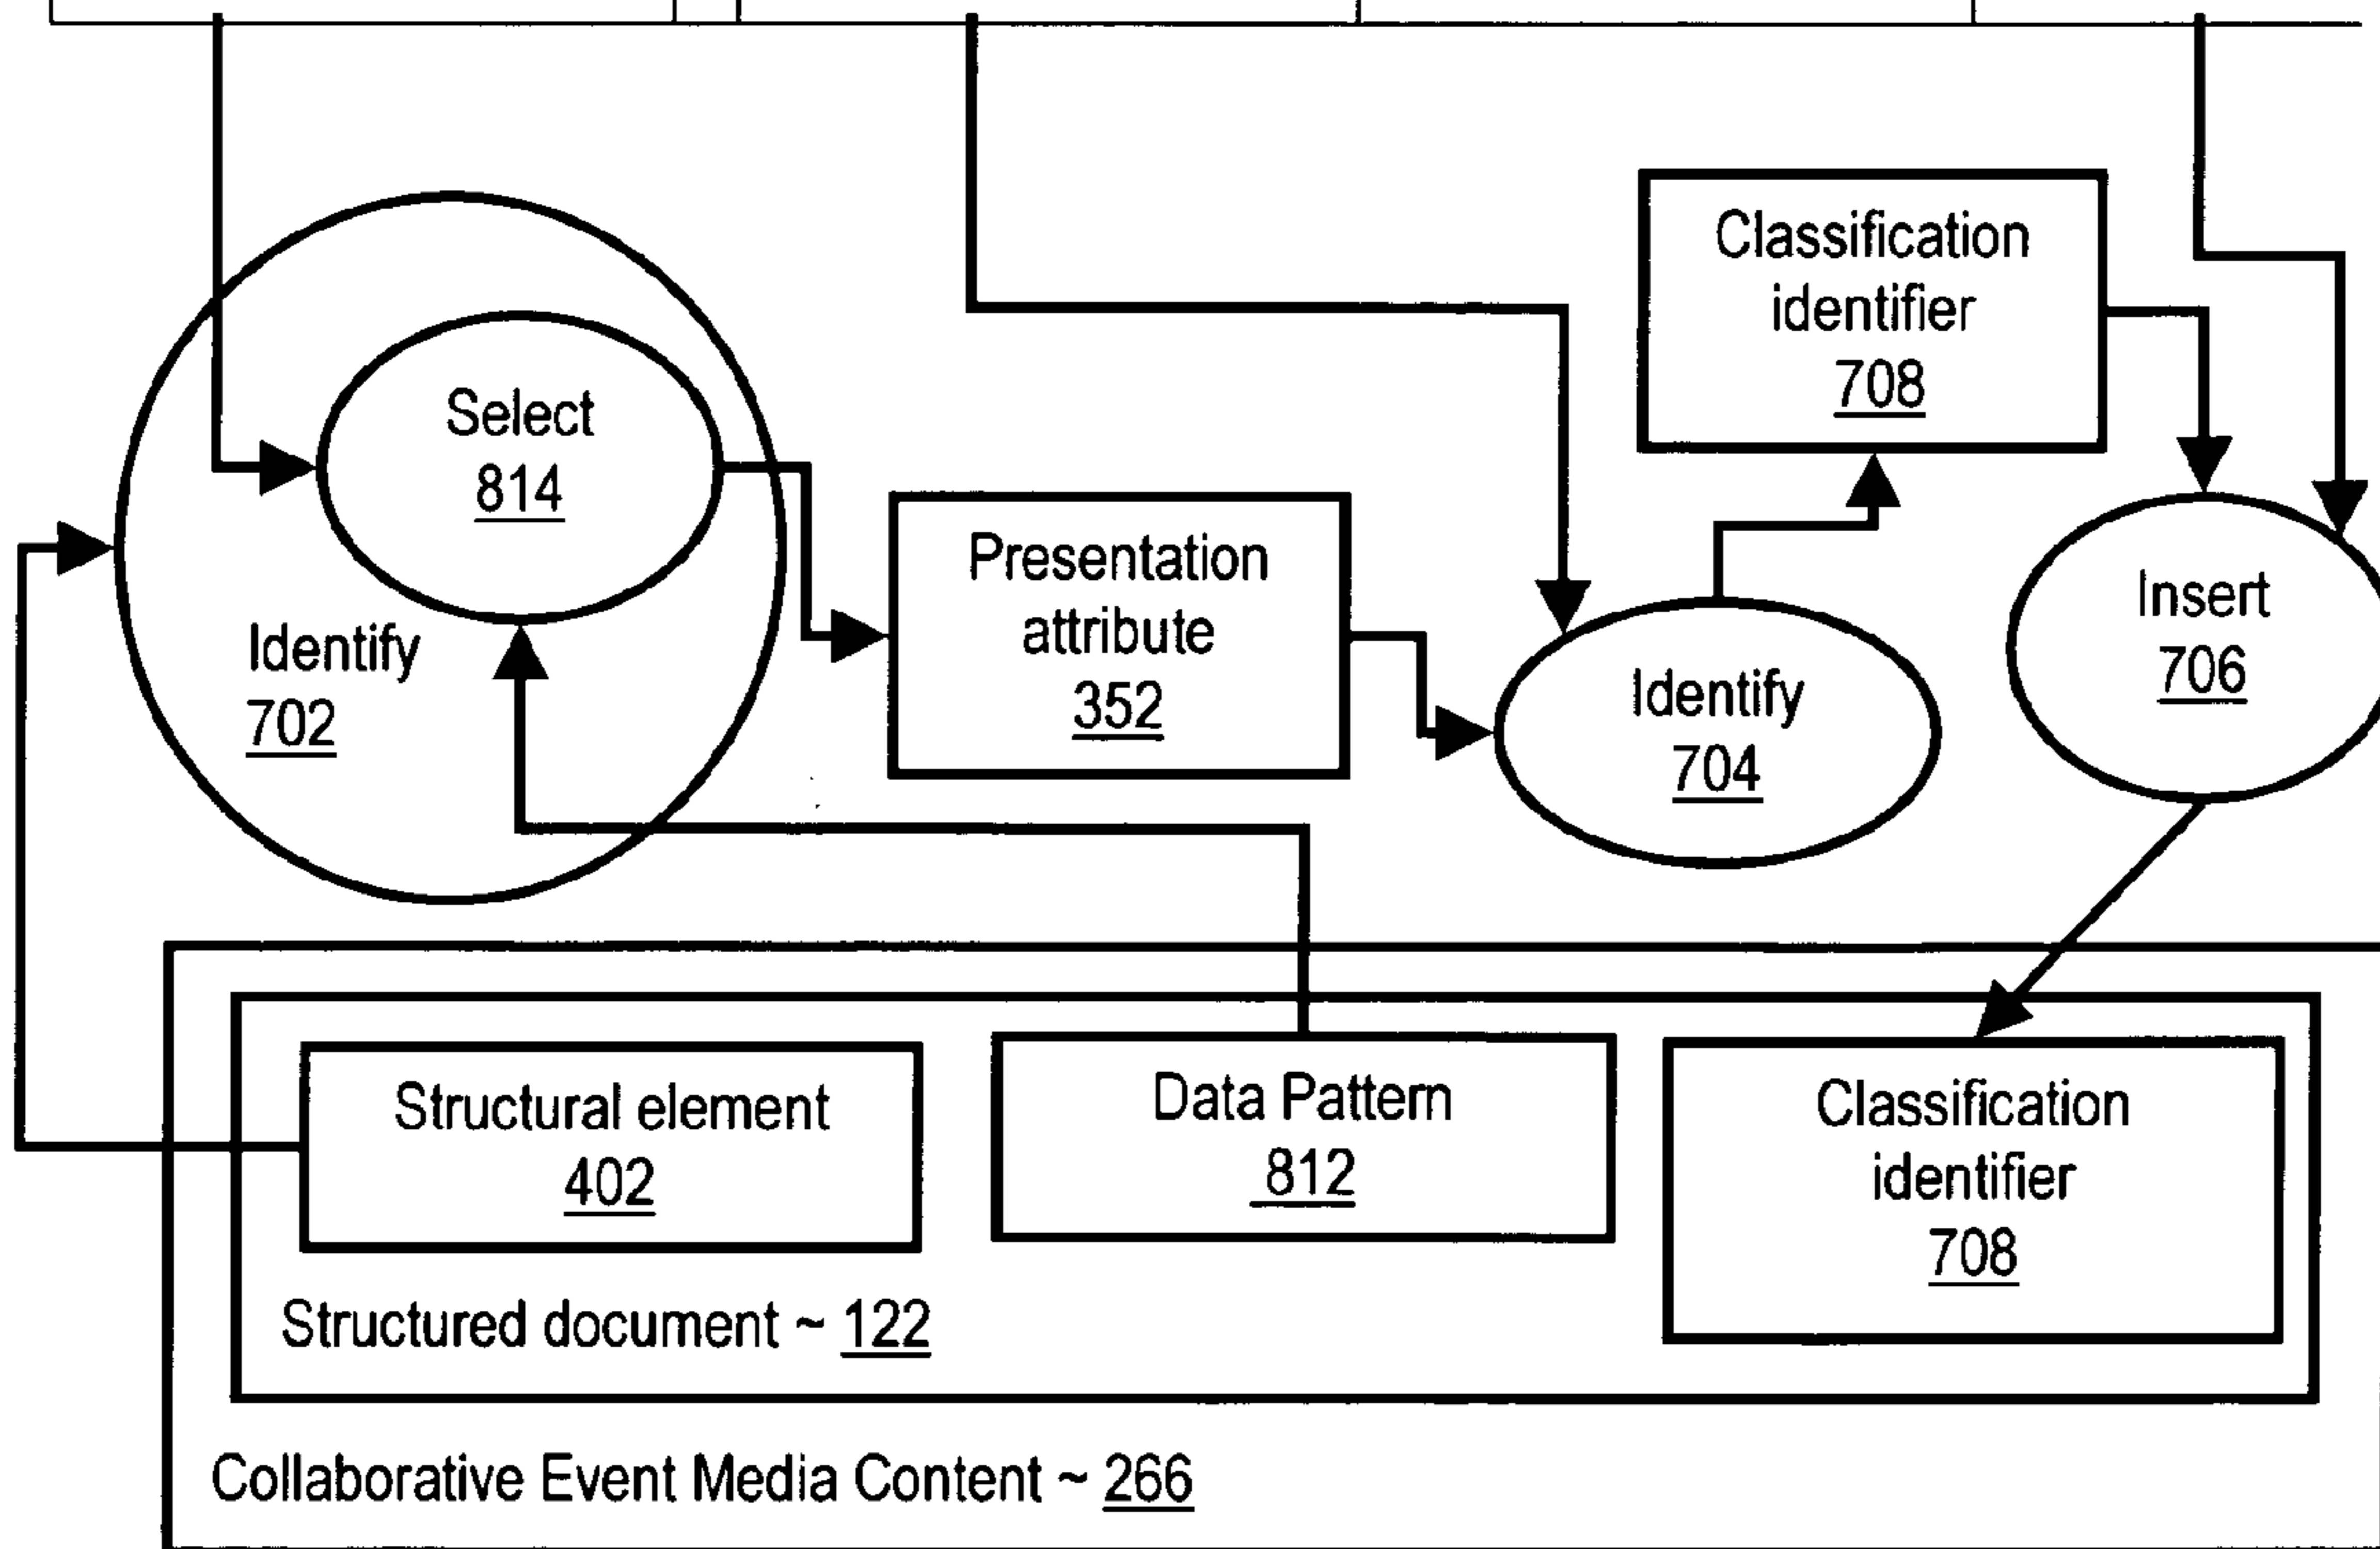 Classification
identifier
708
Select
814
Identify
702
Presentation
attribute
352
Identify
704
Insert
706
Structural element
402
Data Pattern
812
Classification
identifier
708
Structured document ~ 122
Collaborative Event Media Content ~ 266